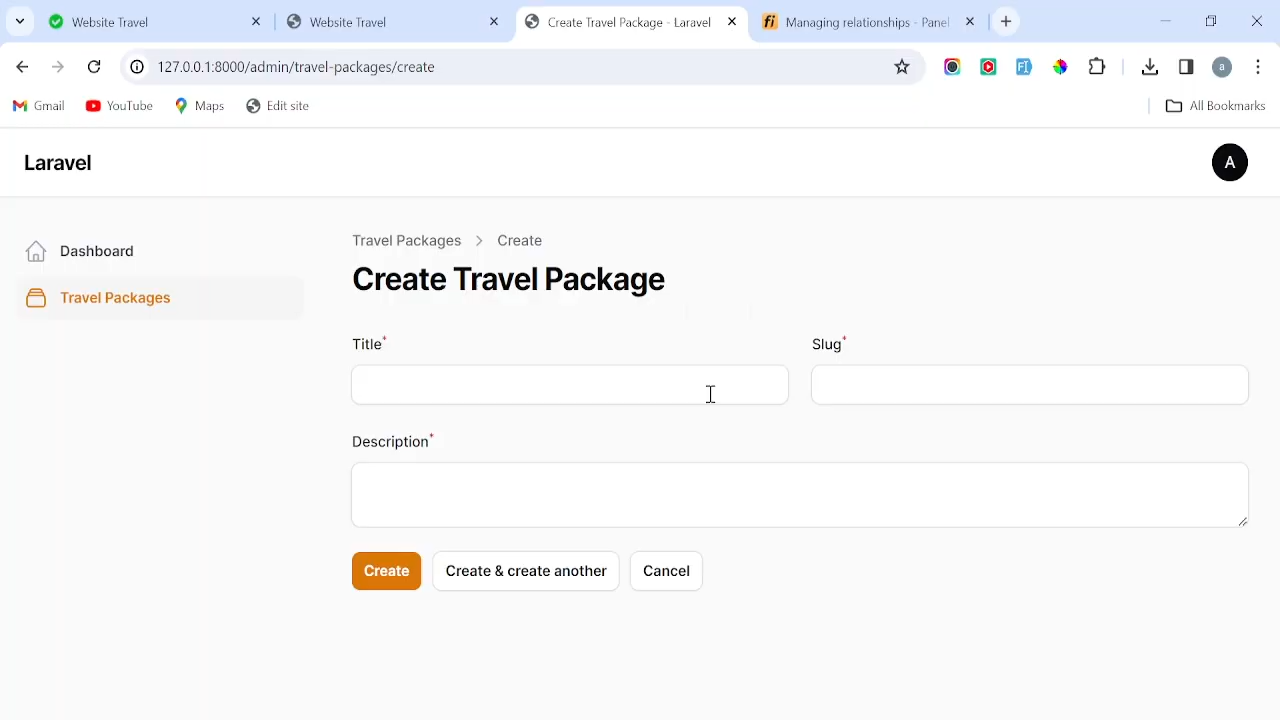 Website Travel
Website Travel
Create Travel Package - Laravel
Managing relationships - Panel
127.0.0.1:8000/admin/travel-packages/create
a
Gmail
YouTube
Maps
Edit site
All Bookmarks
Laravel
A
Dashboard
Travel Packages
Travel Packages > Create
Create Travel Package
Title*
Slug*
Description*
Create
Create & create another
Cancel